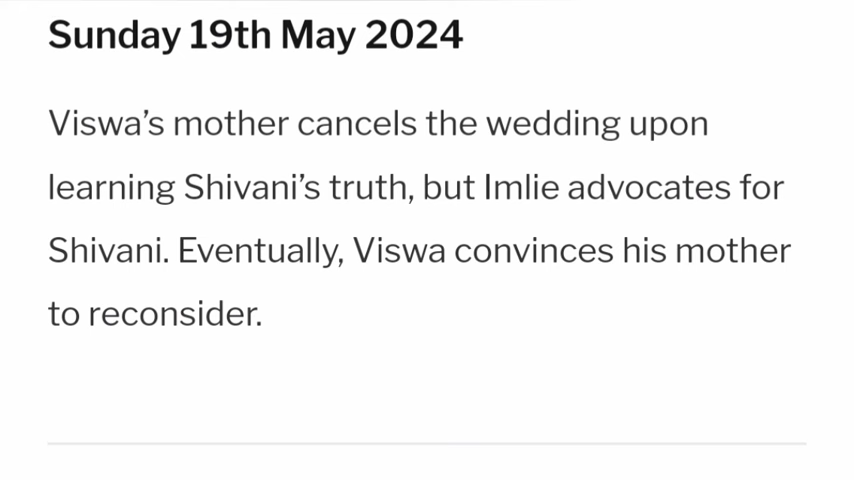 Sunday 19th May 2024
Viswa’s mother cancels the wedding upon
learning Shivani’s truth, but Imlie advocates for
Shivani. Eventually, Viswa convinces his mother
to reconsider.